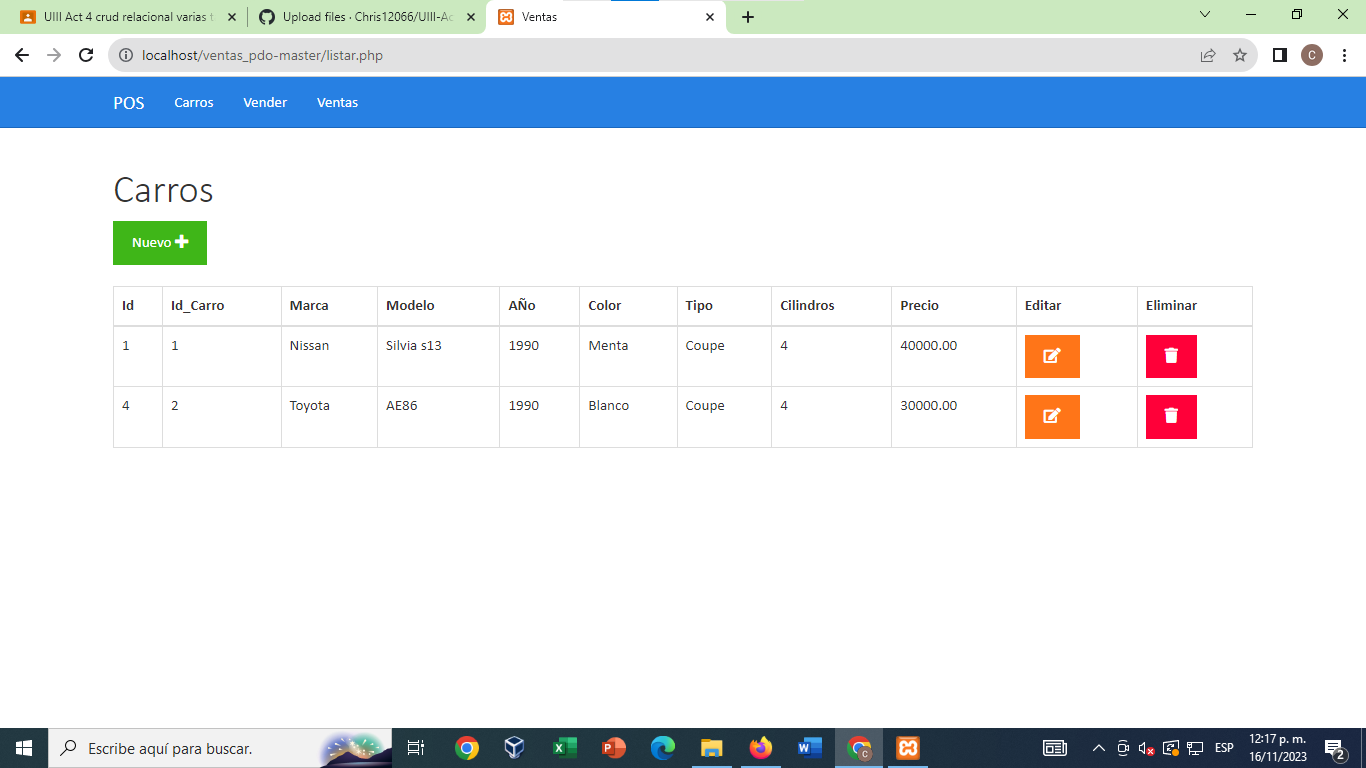 UIII Act 4 crud relacional varias t
Upload files · Chris12066/UIII-Ac
Ventas
localhost/ventas_pdo-master/listar.php
C
POS Carros Vender Ventas
Carros
Nuevo
Id Id_Carro Marca Modelo AÑo Color Tipo Cilindros Precio Editar Eliminar
1 1 Nissan Silvia s13 1990 Menta Coupe 4 40000.00
4 2 Toyota AE86 1990 Blanco Coupe 4 30000.00
Escribe aquí para buscar.
ESP
12:17 p. m.
16/11/2023
2